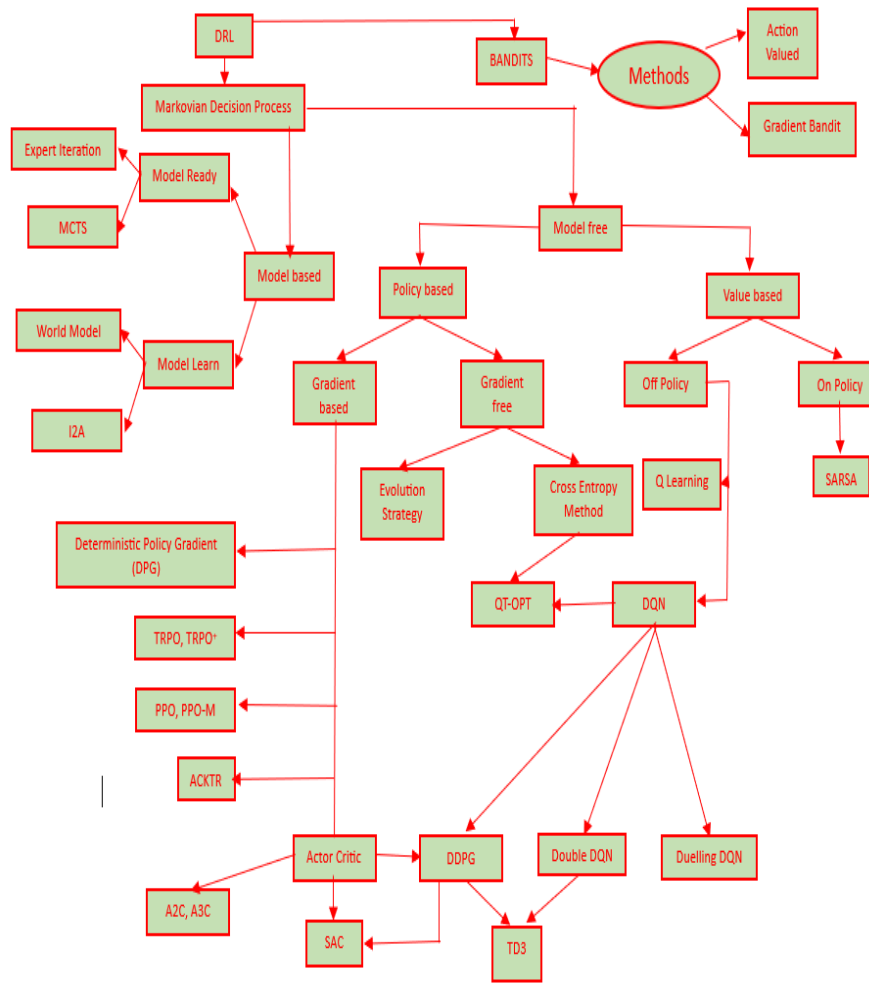 DRL
BANDITS
Methods
Action
Valued
Gradient Bandit
Markovian Decision Process
Expert Iteration
Model Ready
MCTS
Model free
Model based
Policy based
Value based
World Model
Model Learn
I2A
Gradient
based
Gradient
free
Off Policy
On Policy
Evolution
Strategy
Cross Entropy
Method
Q Learning
SARSA
Deterministic Policy Gradient
(DPG)
QT-OPT
DQN
TRPO, TRPO⁺
PPO, PPO-M
ACKTR
Actor Critic
DDPG
Double DQN
Duelling DQN
A2C, A3C
SAC
TD3